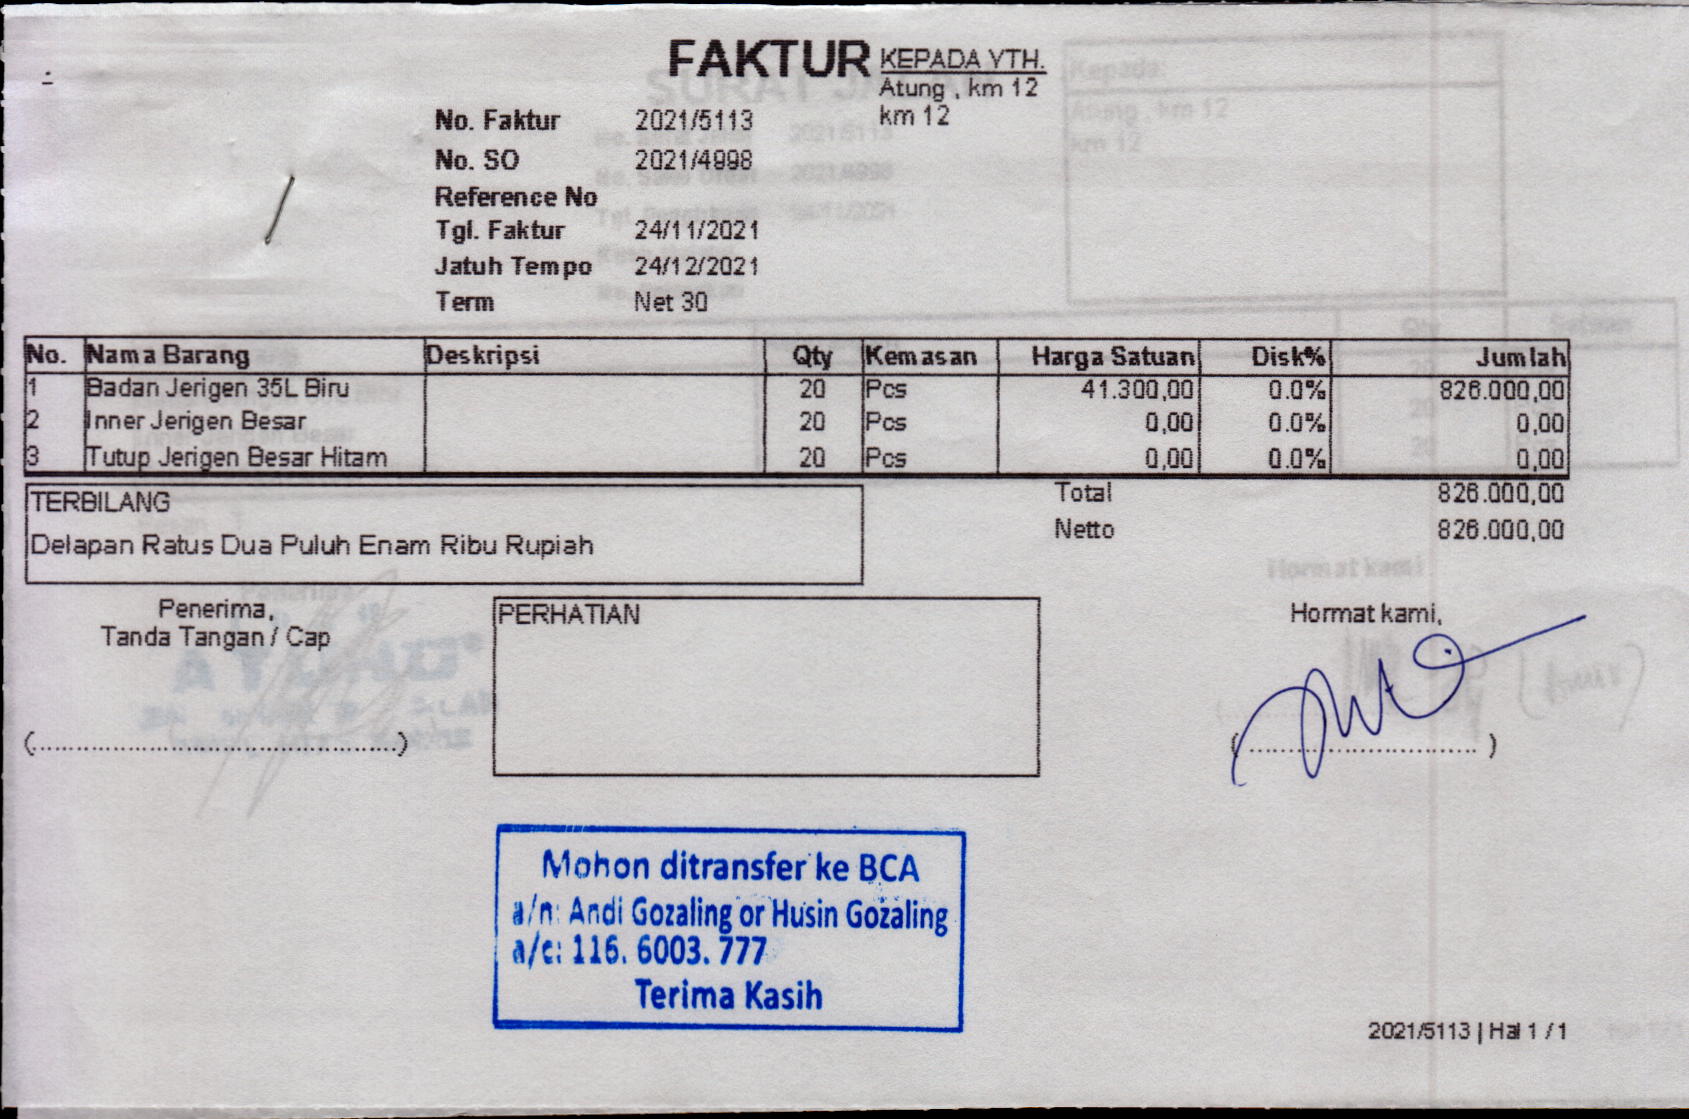 FAKTUR
KEPADA YTH.
Atung , km 12
km 12
No. Faktur 2021/5113
No. SO 2021/4998
Reference No
Tgl. Faktur 24/11/2021
Jatuh Tempo 24/12/2021
Term Net 30
No. Nama Barang Deskripsi Qty Kemasan Harga Satuan Disk% Jumlah
1 Badan Jerigen 35L Biru 20 Pcs 41.300,00 0.0% 826.000,00
2 Inner Jerigen Besar 20 Pcs 0,00 0.0% 0,00
3 Tutup Jerigen Besar Hitam 20 Pcs 0,00 0.0% 0,00
Total 826.000,00
Netto 826.000,00
TERBILANG
Delapan Ratus Dua Puluh Enam Ribu Rupiah
Penerima,
Tanda Tangan / Cap
(..........................................)
PERHATIAN
Hormat kami,
(..............................)
Mohon ditransfer ke BCA
a/n: Andi Gozaling or Husin Gozaling
a/c: 116. 6003. 777
Terima Kasih
2021/5113 | Hal 1 / 1